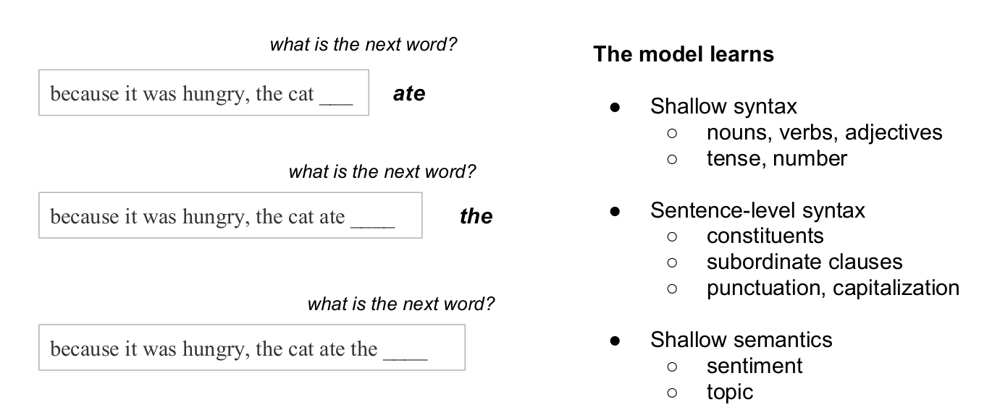 what is the next word?
because it was hungry, the cat ___ ate
what is the next word?
because it was hungry, the cat ate ____ the
what is the next word?
because it was hungry, the cat ate the ____
The model learns
● Shallow syntax
○ nouns, verbs, adjectives
○ tense, number
● Sentence-level syntax
○ constituents
○ subordinate clauses
○ punctuation, capitalization
● Shallow semantics
○ sentiment
○ topic